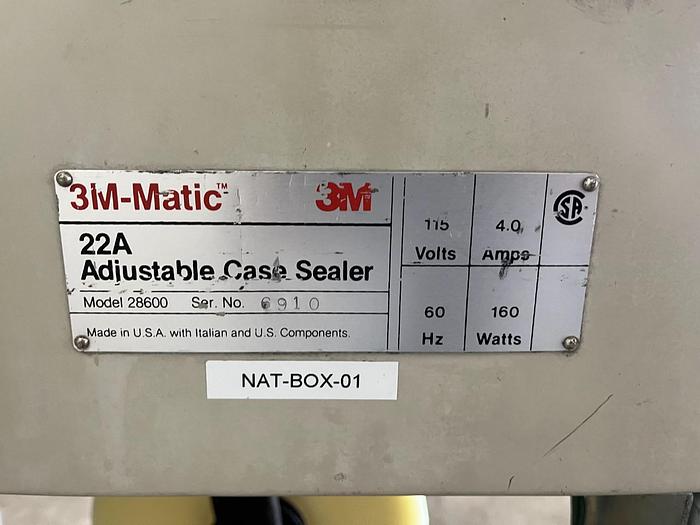 3M-Matic™ 3M
22A
Adjustable Case Sealer
Model 28600 Ser. No. 6910
Made in U.S.A. with Italian and U.S. Components.
115 4.0
Volts Amps
60 160
Hz Watts
SA
NAT-BOX-01